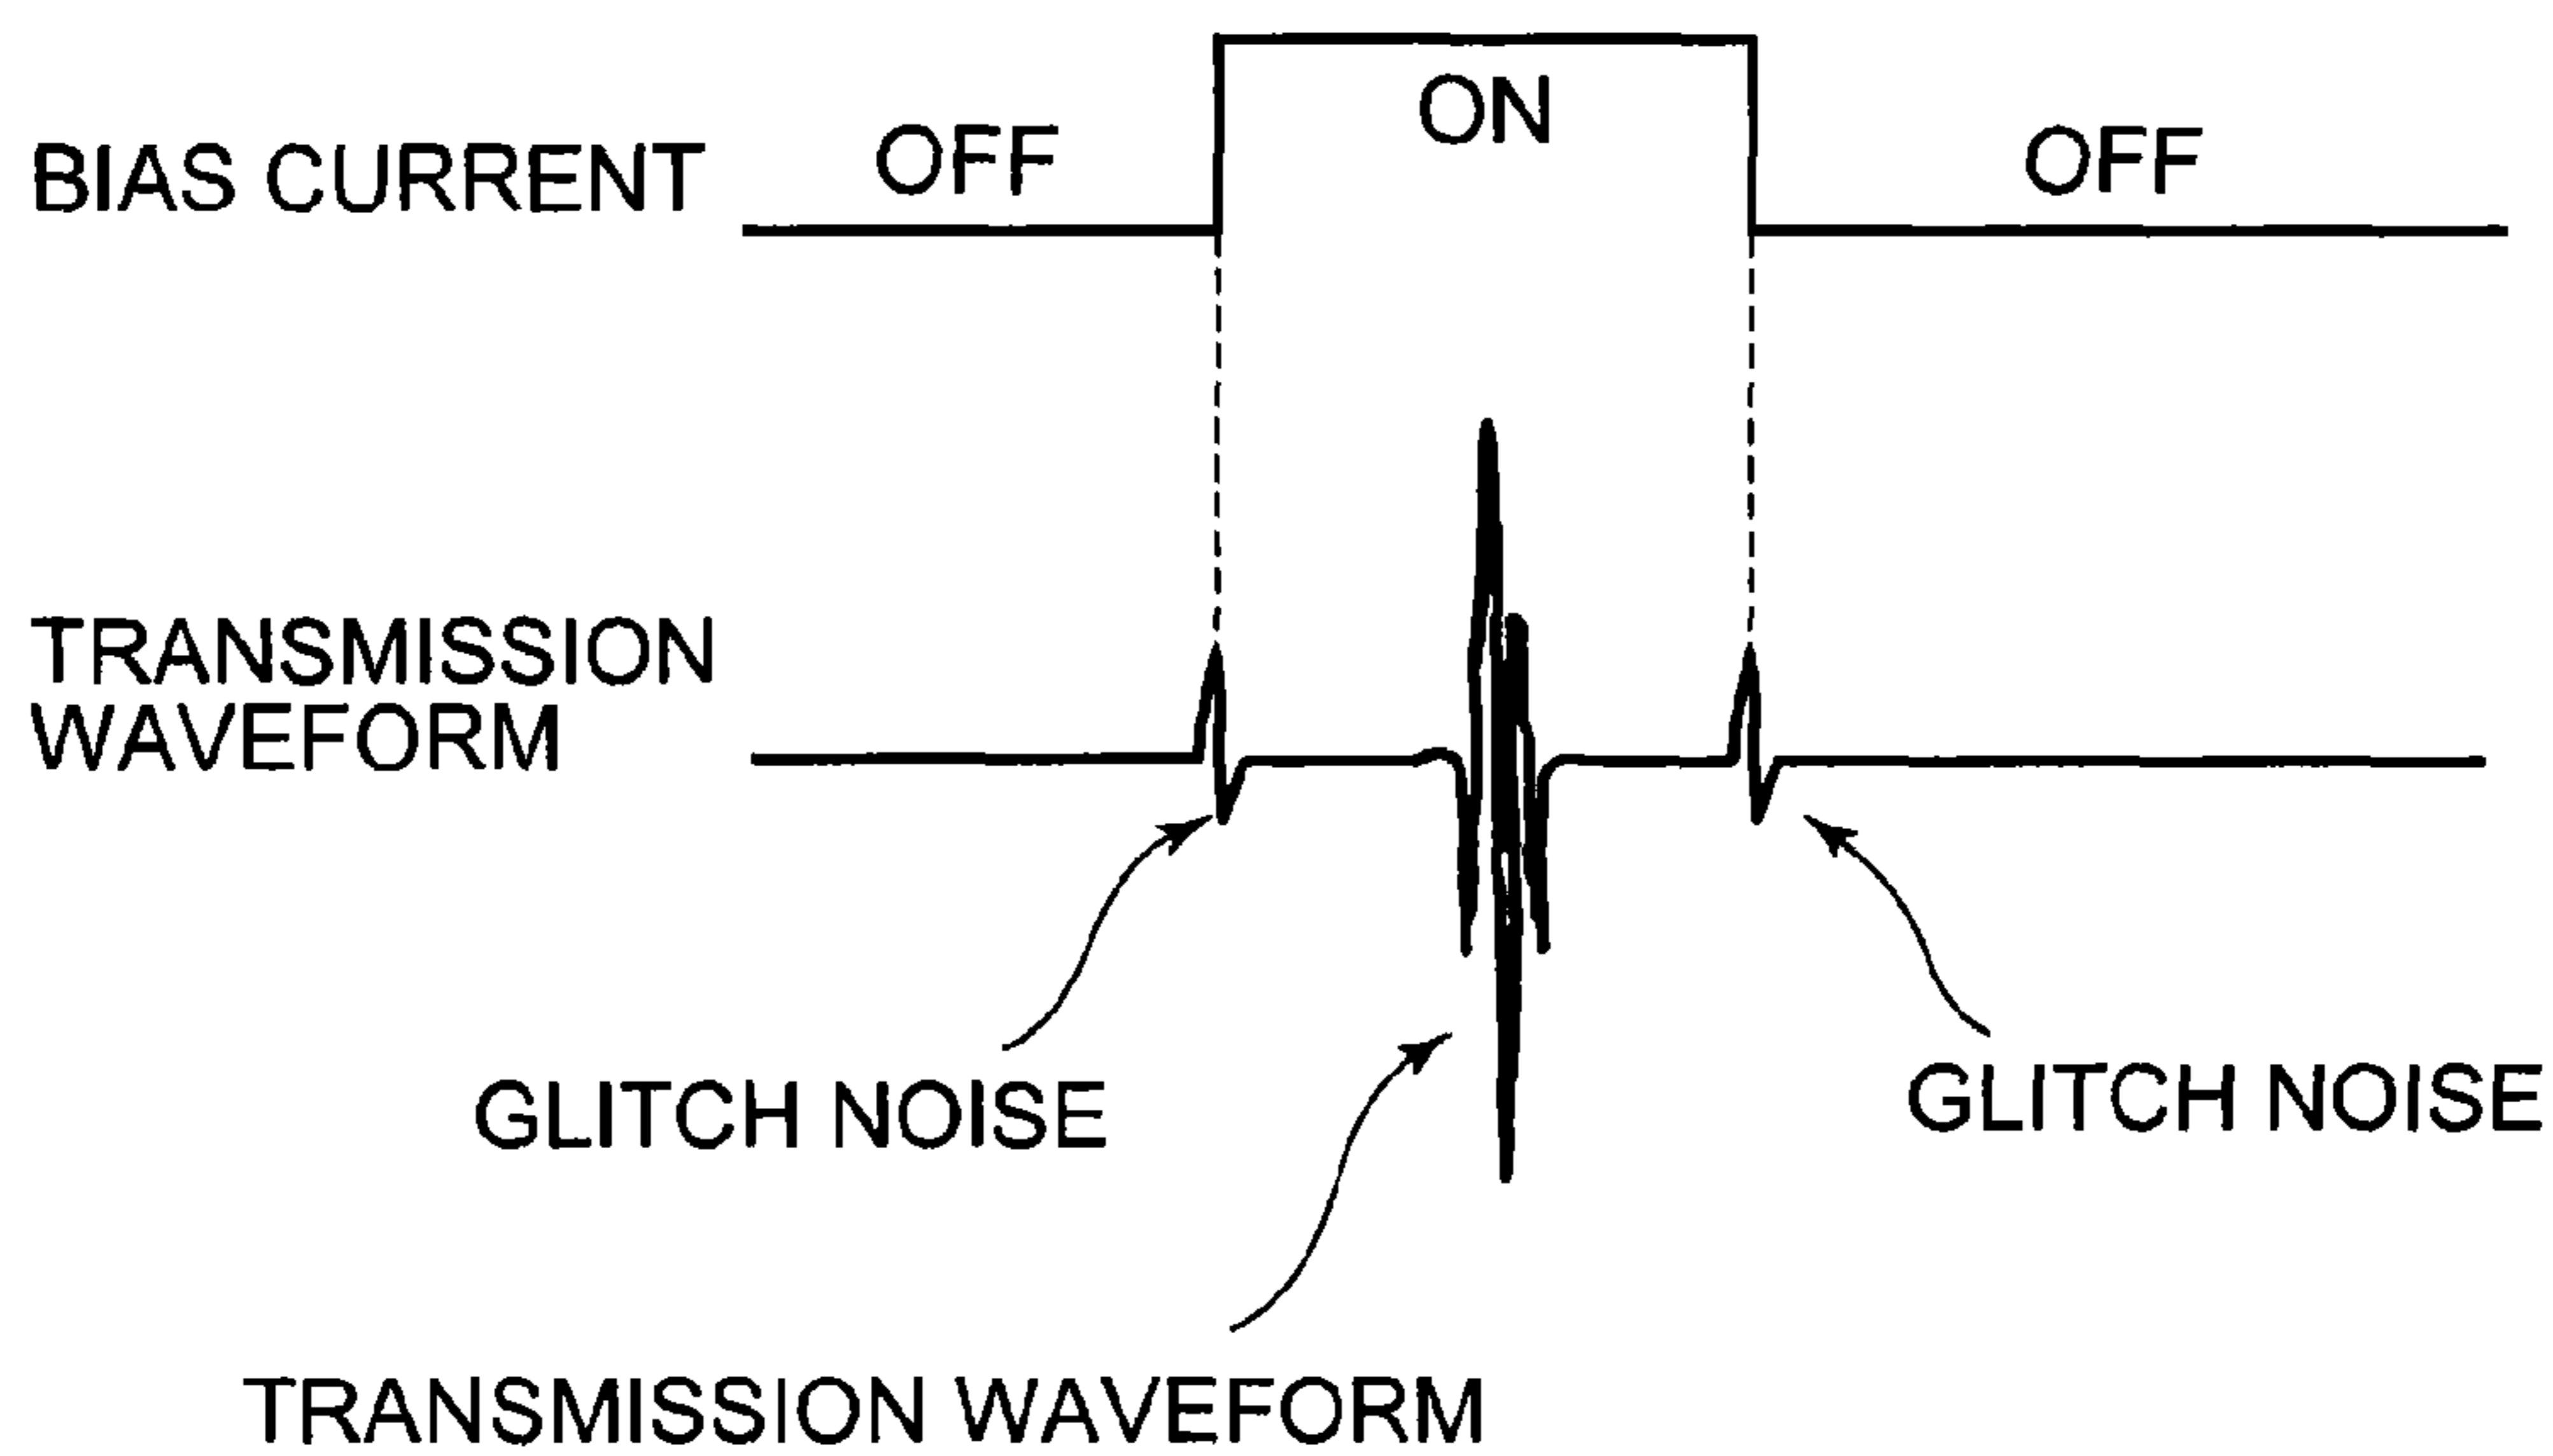 ON
BIAS CURRENT
OFF
OFF
TRANSMISSION
WAVEFORM
GLITCH NOISE
GLITCH NOISE
TRANSMISSION WAVEFORM